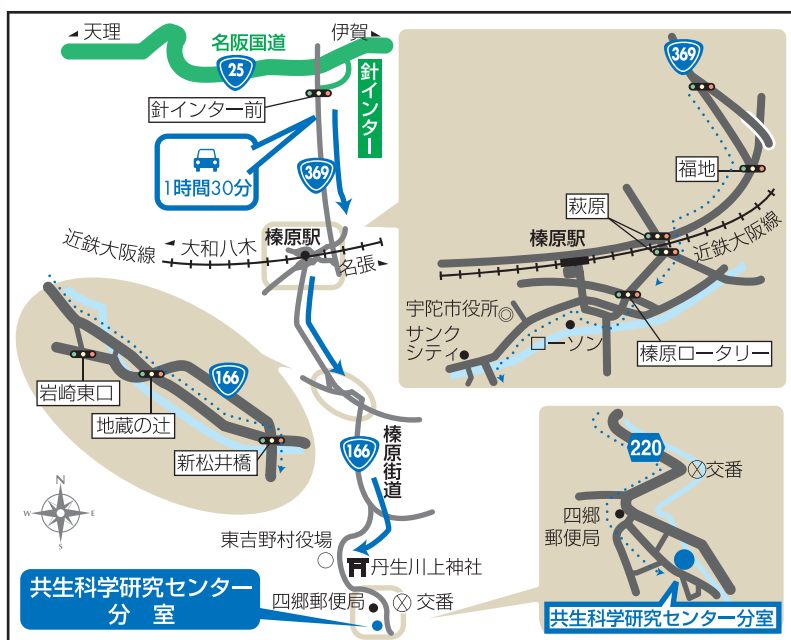 天理
伊賀
名阪国道
25
針インター
針インター前
1時間30分
369
榛原駅
近鉄大阪線
大和八木
名張
369
福地
萩原
榛原駅
近鉄大阪線
宇陀市役所
サンク
シティ
ローソン
榛原ロータリー
166
岩崎東口
地蔵の辻
新松井橋
166
榛原街道
N
W
E
S
東吉野村役場
丹生川上神社
四郷郵便局
交番
共生科学研究センター
分 室
220
交番
四郷
郵便局
共生科学研究センター分室